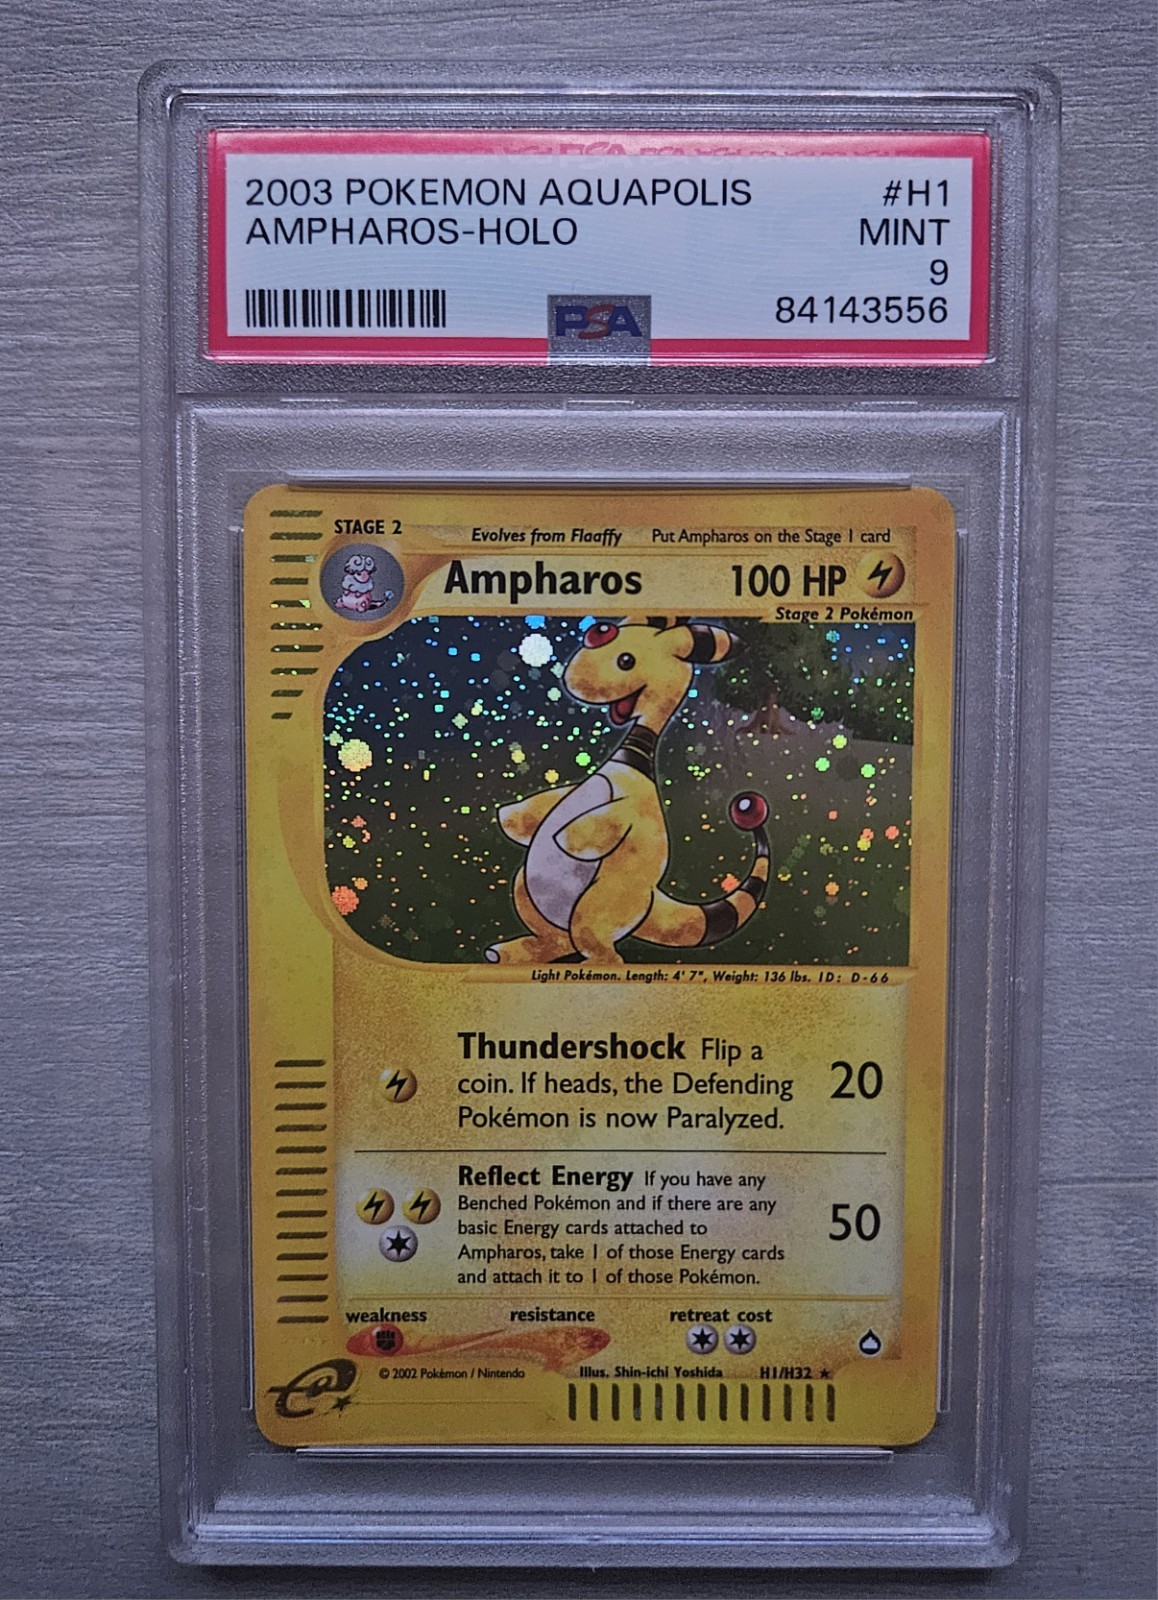 2003 POKEMON AQUAPOLIS #H1
AMPHAROS-HOLO MINT
9
PSA 84143556
STAGE 2 Evolves from Flaaffy Put Ampharos on the Stage 1 card
Ampharos 100 HP
Stage 2 Pokémon
Light Pokémon. Length: 4' 7", Weight: 136 lbs. ID: D-66
Thundershock Flip a
coin. If heads, the Defending 20
Pokémon is now Paralyzed.
Reflect Energy If you have any
Benched Pokémon and if there are any
basic Energy cards attached to 50
Ampharos, take 1 of those Energy cards
and attach it to 1 of those Pokémon.
weakness resistance retreat cost
© 2002 Pokémon / Nintendo Illus. Shin-ichi Yoshida H1/H32 ★
e